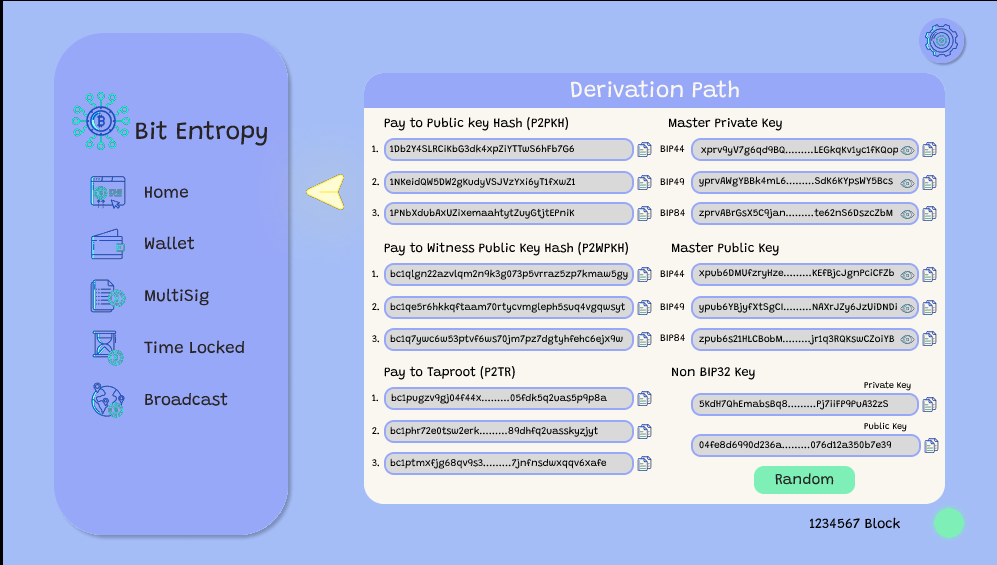 Bit Entropy
Home
Wallet
MultiSig
Time Locked
Broadcast
Derivation Path
Pay to Public key Hash (P2PKH)
1. 1Db2Y4SLRCiKbG3dk4xpZiYTTwS6hFb7G6
2. 1NKeidQW5DW2gKudyVSJVzYxi6yT1fxwZ1
3. 1PNbXdubAxUZixemaahtytZuyGtjtEPniK
Pay to Witness Public Key Hash (P2WPKH)
1. bc1qlgn22azvlqm2n9k3g073p5vrraz5zp7kmaw5gy
2. bc1qe5r6hkkqftaam70rtycvmgleph5suq4vgqwsyt
3. bc1q7ywc6w53ptvf6ws70jm7pz7dgtyhfehc6ejx9w
Pay to Taproot (P2TR)
1. bc1pugzv9gj04f44x.........05fdk5q2uas5p9p8a
2. bc1phr72e0tsw2erk.........89dhfq2uasskyzjyt
3. bc1ptmxfjg68qv9s3.........7jnfnsdwxqqv6xafe
Master Private Key
BIP44 xprv9yV7g6qd9BQ.........LEGkqKv1yc1fKQop
BIP49 yprvAWgYBBk4mL6.........SdK6KYpsWY5Bcs
BIP84 zprvABrGsX5C9jan.........te62nS6DszcZbM
Master Public Key
BIP44 xpub6DMUfzryHze.........KEfBjcJgnPciCFZb
BIP49 ypub6YBjyfXtSgCl.........NAXrJZy6JzUiDNDi
BIP84 zpub6s21HLCBobM.........jr1q3RQKswCZoiYB
Non BIP32 Key
Private Key
5KdH7QhEmabsBq8.........Pj7iiFP9PuA32zS
Public Key
04fe8d6990d236a.........076d12a350b7e39
Random
1234567 Block